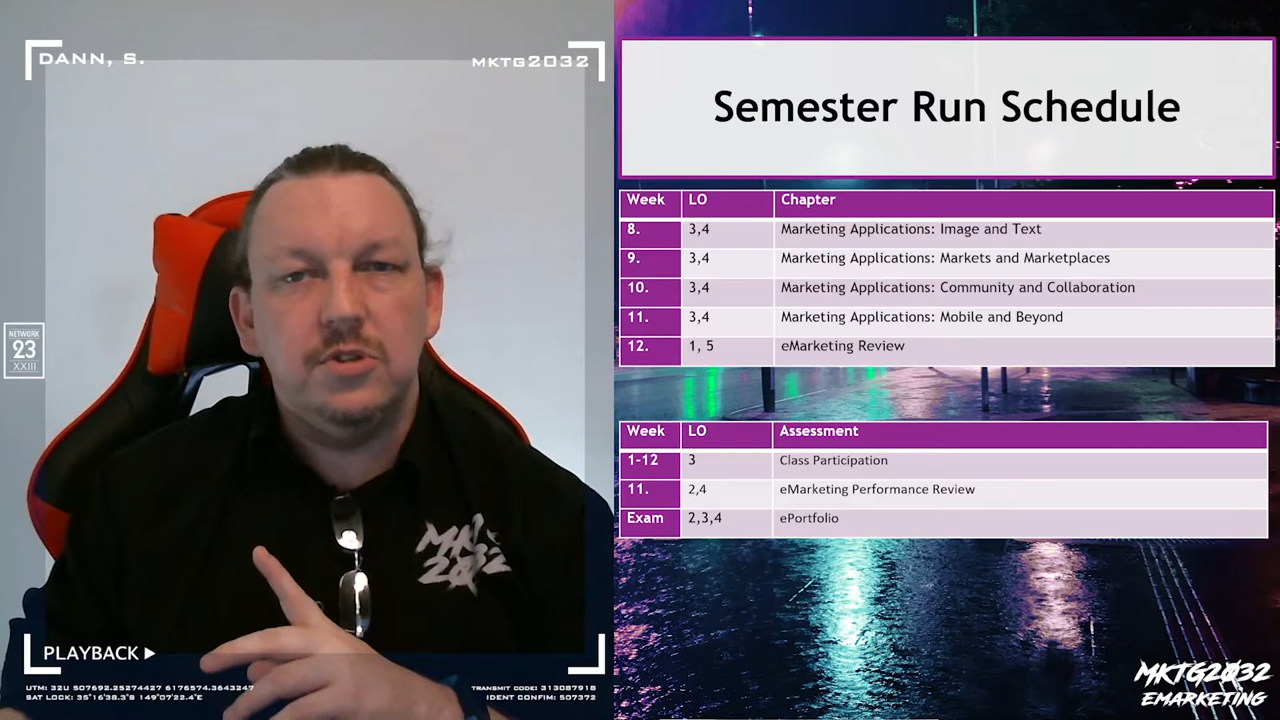 DANN, S.
MKTG2032
NETWORK
23
XXIII
MKT
2032
PLAYBACK
UTM: 32U 507692.25274427 6176574.3643247
SAT LOCK: 35°16'38.3"S 149°07'22.4"E
TRANSMIT CODE: 313087918
IDENT CONFIM: 507372
Semester Run Schedule
Week LO Chapter
8. 3,4 Marketing Applications: Image and Text
9. 3,4 Marketing Applications: Markets and Marketplaces
10. 3,4 Marketing Applications: Community and Collaboration
11. 3,4 Marketing Applications: Mobile and Beyond
12. 1, 5 eMarketing Review
Week LO Assessment
1-12 3 Class Participation
11. 2,4 eMarketing Performance Review
Exam 2,3,4 ePortfolio
MKTG2032
EMARKETING